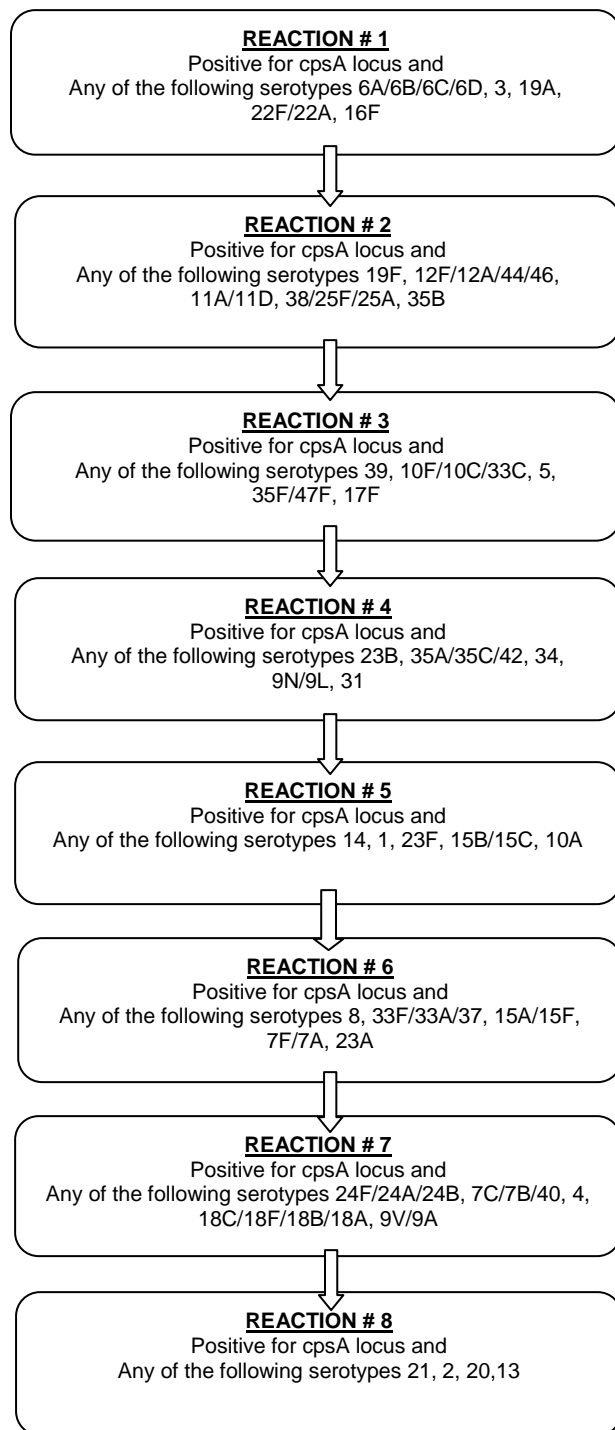 REACTION # 1
Positive for cpsA locus and
Any of the following serotypes 6A/6B/6C/6D, 3, 19A,
22F/22A, 16F
REACTION # 2
Positive for cpsA locus and
Any of the following serotypes 19F, 12F/12A/44/46,
11A/11D, 38/25F/25A, 35B
REACTION # 3
Positive for cpsA locus and
Any of the following serotypes 39, 10F/10C/33C, 5,
35F/47F, 17F
REACTION # 4
Positive for cpsA locus and
Any of the following serotypes 23B, 35A/35C/42, 34,
9N/9L, 31
REACTION # 5
Positive for cpsA locus and
Any of the following serotypes 14, 1, 23F, 15B/15C, 10A
REACTION # 6
Positive for cpsA locus and
Any of the following serotypes 8, 33F/33A/37, 15A/15F,
7F/7A, 23A
REACTION # 7
Positive for cpsA locus and
Any of the following serotypes 24F/24A/24B, 7C/7B/40, 4,
18C/18F/18B/18A, 9V/9A
REACTION # 8
Positive for cpsA locus and
Any of the following serotypes 21, 2, 20,13